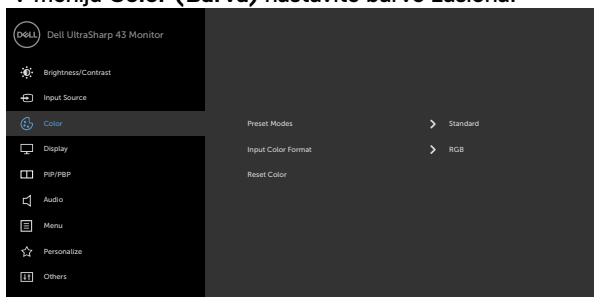 V meniju Color (Barva) nastavite barve zaslona.
DELL Dell UltraSharp 43 Monitor
Brightness/Contrast
Input Source
Color
Preset Modes Standard
Display
Input Color Format RGB
PIP/PBP
Reset Color
Audio
Menu
Personalize
Others